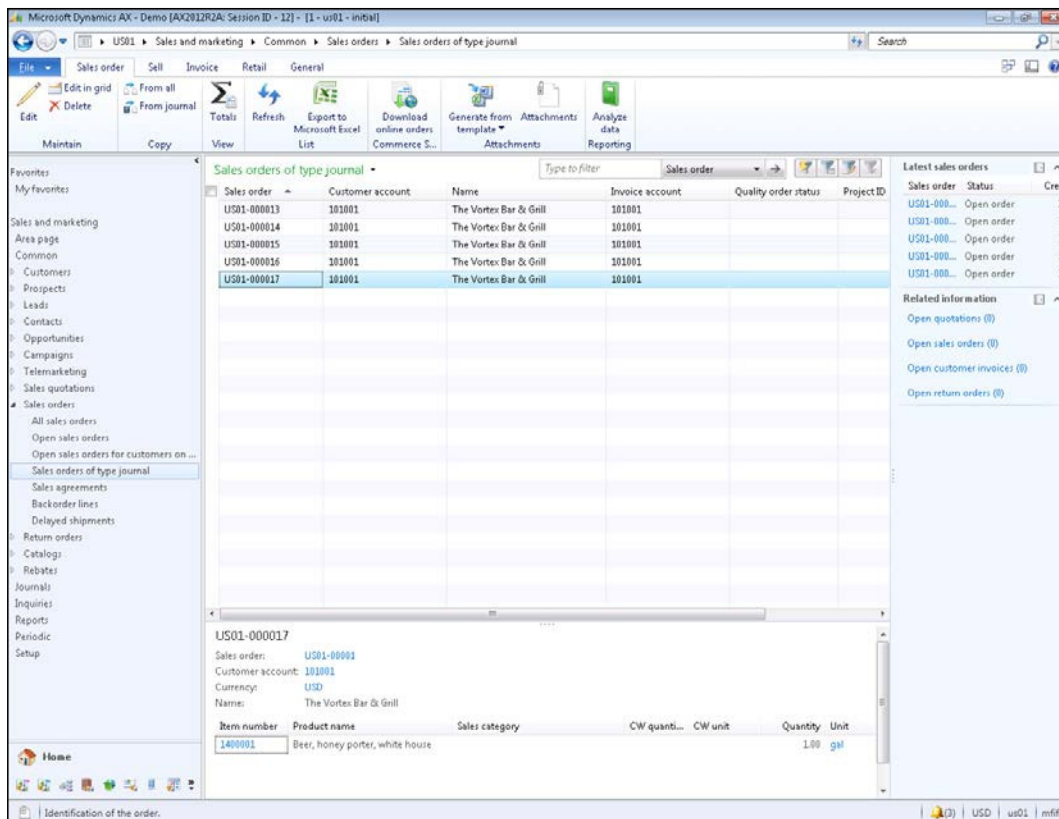 Microsoft Dynamics AX - Demo [AX2012R2A: Session ID - 12] - [1 - us01 - initial]
US01 Sales and marketing Common Sales orders Sales orders of type journal Search
File Sales order Sell Invoice Retail General
Edit in grid From all
Delete From journal
Edit Totals Refresh Export to Microsoft Excel Download online orders Generate from template Attachments Analyze data
Maintain Copy View List Commerce S... Attachments Reporting
Favorites
My favorites
Sales and marketing
Area page
Common
Customers
Prospects
Leads
Contacts
Opportunities
Campaigns
Telemarketing
Sales quotations
Sales orders
All sales orders
Open sales orders
Open sales orders for customers on ...
Sales orders of type journal
Sales agreements
Backorder lines
Delayed shipments
Return orders
Catalogs
Rebates
Journals
Inquiries
Reports
Periodic
Setup
Home
Sales orders of type journal Type to filter Sales order
Sales order Customer account Name Invoice account Quality order status Project ID
US01-000013 101001 The Vortex Bar & Grill 101001
US01-000014 101001 The Vortex Bar & Grill 101001
US01-000015 101001 The Vortex Bar & Grill 101001
US01-000016 101001 The Vortex Bar & Grill 101001
US01-000017 101001 The Vortex Bar & Grill 101001
US01-000017
Sales order: US01-00001
Customer account: 101001
Currency: USD
Name: The Vortex Bar & Grill
Item number Product name Sales category CW quanti... CW unit Quantity Unit
1400001 Beer, honey porter, white house 1.00 gal
Latest sales orders
Sales order Status Cre
US01-000... Open order
US01-000... Open order
US01-000... Open order
US01-000... Open order
US01-000... Open order
Related information
Open quotations (0)
Open sales orders (0)
Open customer invoices (0)
Open return orders (0)
Identification of the order. (3) USD us01